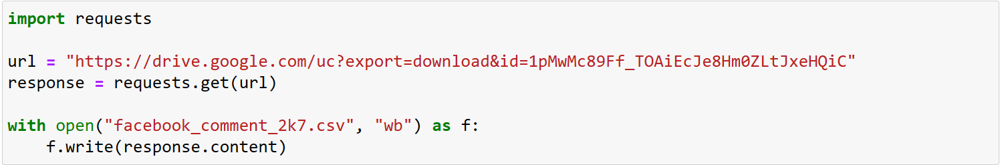 import requests
url = "https://drive.google.com/uc?export=download&id=1pMwMc89Ff_TOAiEcJe8Hm0ZLtJxeHQiC"
response = requests.get(url)
with open("facebook_comment_2k7.csv", "wb") as f:
    f.write(response.content)